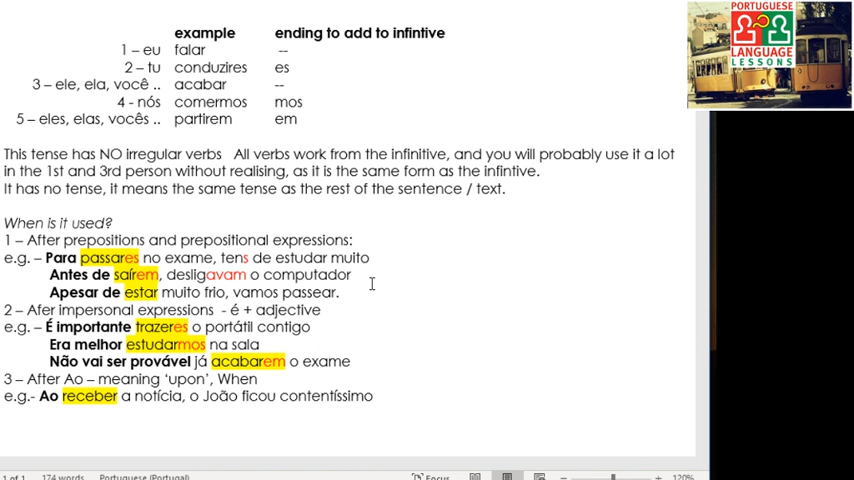 PORTUGUESE
LANGUAGE
LESSONS
example ending to add to infintive
1 – eu falar --
2 – tu conduzires es
3 – ele, ela, você .. acabar --
4 - nós comermos mos
5 – eles, elas, vocês .. partirem em
This tense has NO irregular verbs All verbs work from the infinitive, and you will probably use it a lot
in the 1st and 3rd person without realising, as it is the same form as the infintive.
It has no tense, it means the same tense as the rest of the sentence / text.
When is it used?
1 – After prepositions and prepositional expressions:
e.g. – Para passares no exame, tens de estudar muito
Antes de saírem, desligavam o computador
Apesar de estar muito frio, vamos passear.
2 – Afer impersonal expressions - é + adjective
e.g. – É importante trazeres o portátil contigo
Era melhor estudarmos na sala
Não vai ser provável já acabarem o exame
3 – After Ao – meaning ‘upon’, When
e.g.- Ao receber a notícia, o João ficou contentíssimo
1 of 1 174 words Portuguese (Portugal) Focus 120%